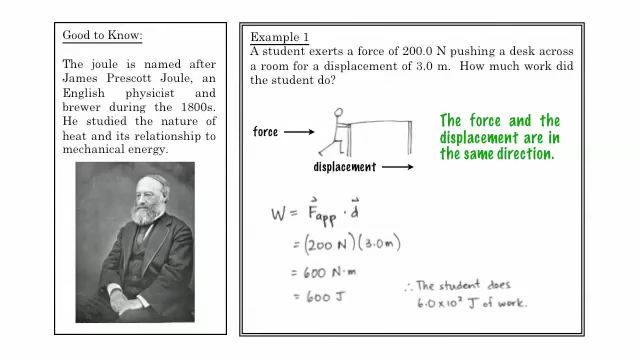 Good to Know:
The joule is named after
James Prescott Joule, an
English physicist and
brewer during the 1800s.
He studied the nature of
heat and its relationship to
mechanical energy.
Example 1
A student exerts a force of 200.0 N pushing a desk across
a room for a displacement of 3.0 m. How much work did
the student do?
force
displacement
The force and the
displacement are in
the same direction.
W = F⃗app · d⃗
= (200 N)(3.0m)
= 600 N·m
= 600 J
∴ The student does
6.0x10² J of work.